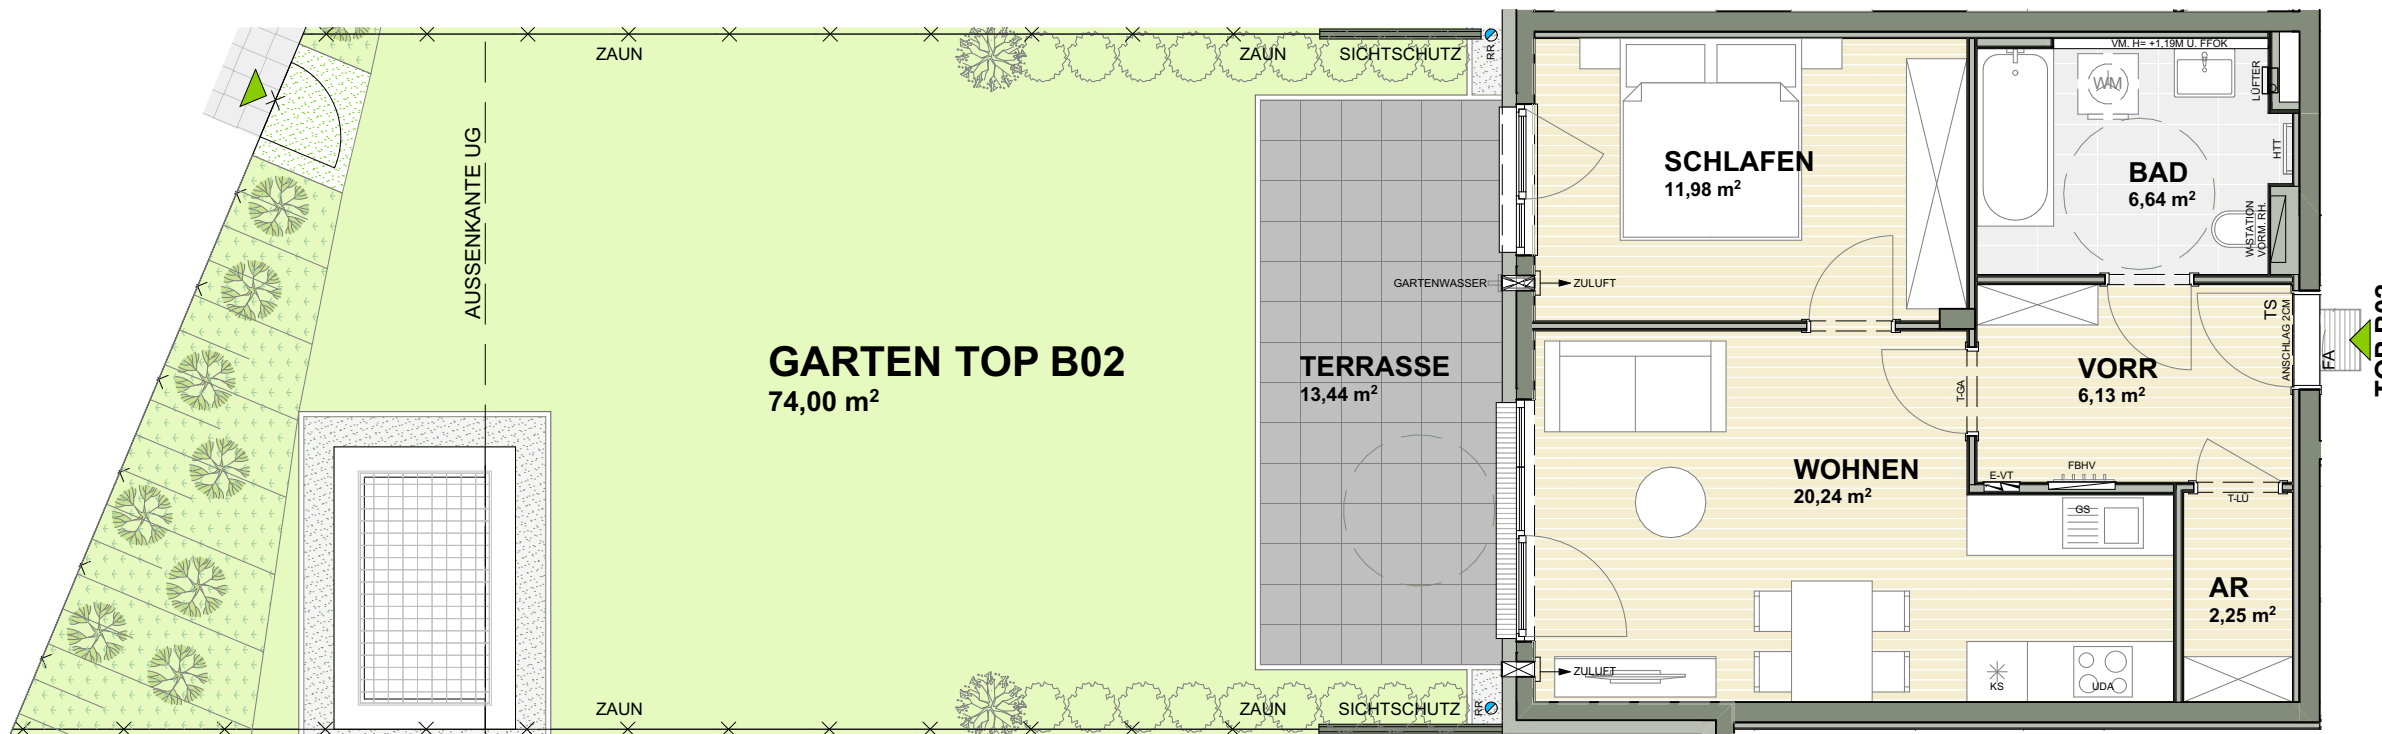 ZAUN
ZAUN
SICHTSCHUTZ
RR
AUSSENKANTE UG
GARTEN TOP B02
74,00 m²
TERRASSE
13,44 m²
GARTENWASSER
ZULUFT
SCHLAFEN
11,98 m²
VM. H= +1,19M Ü. FFOK
WM
LÜFTER
HTT
BAD
6,64 m²
W-STATION
VORM. RH.
TS
ANSCHLAG 2CM
FA
TOP B02
VORR
6,13 m²
T-GA
WOHNEN
20,24 m²
E-VT
FBHV
T-LÜ
GS
AR
2,25 m²
ZULUFT
KS
UDA
ZAUN
ZAUN
SICHTSCHUTZ
RR